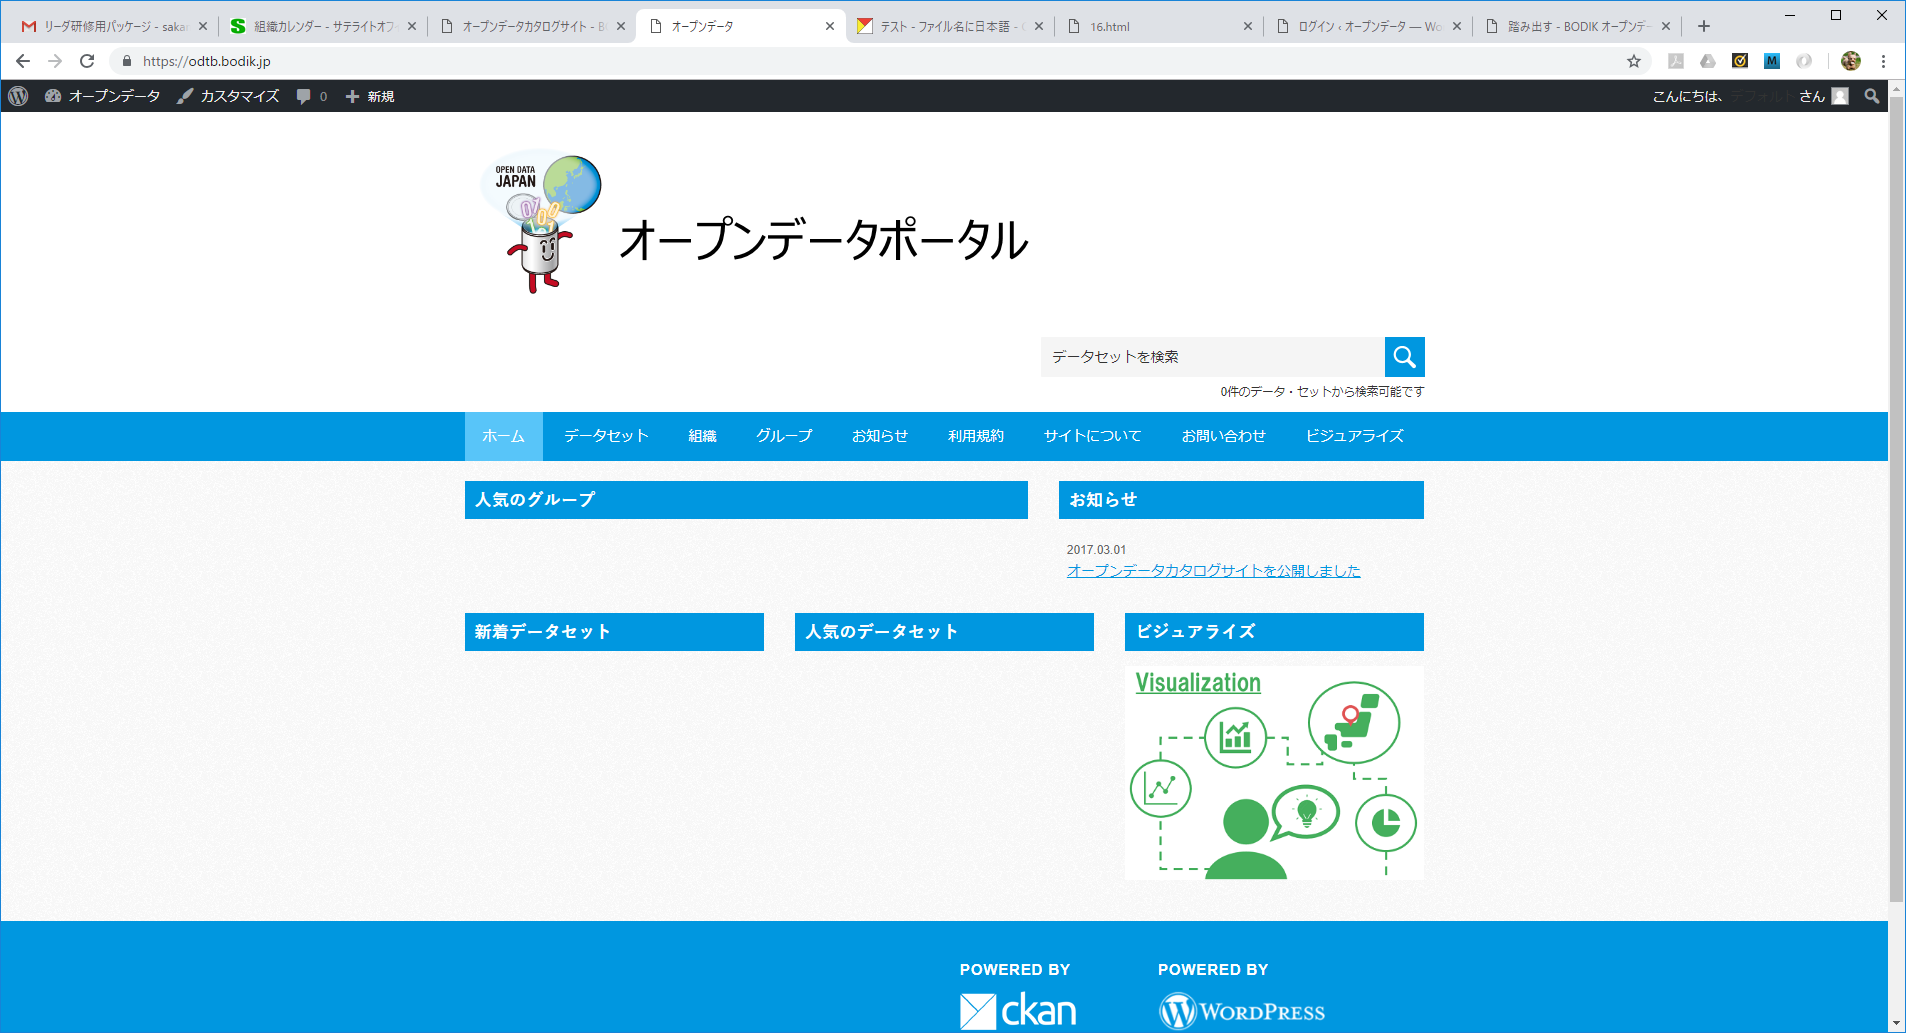 リーダ研修用パッケージ - saka
組織カレンダー - サテライトオフ
オープンデータカタログサイト - B
オープンデータ
テスト - ファイル名に日本語 -
16.html
ログイン ‹ オープンデータ — Wo
踏み出す - BODIK オープンデー
https://odtb.bodik.jp
オープンデータ カスタマイズ 0 新規
こんにちは、デフォルト さん
OPEN DATA
JAPAN
オープンデータポータル
データセットを検索
0件のデータ・セットから検索可能です
ホーム データセット 組織 グループ お知らせ 利用規約 サイトについて お問い合わせ ビジュアライズ
人気のグループ
お知らせ
2017.03.01
オープンデータカタログサイトを公開しました
新着データセット
人気のデータセット
ビジュアライズ
Visualization
POWERED BY
ckan
POWERED BY
WORDPRESS